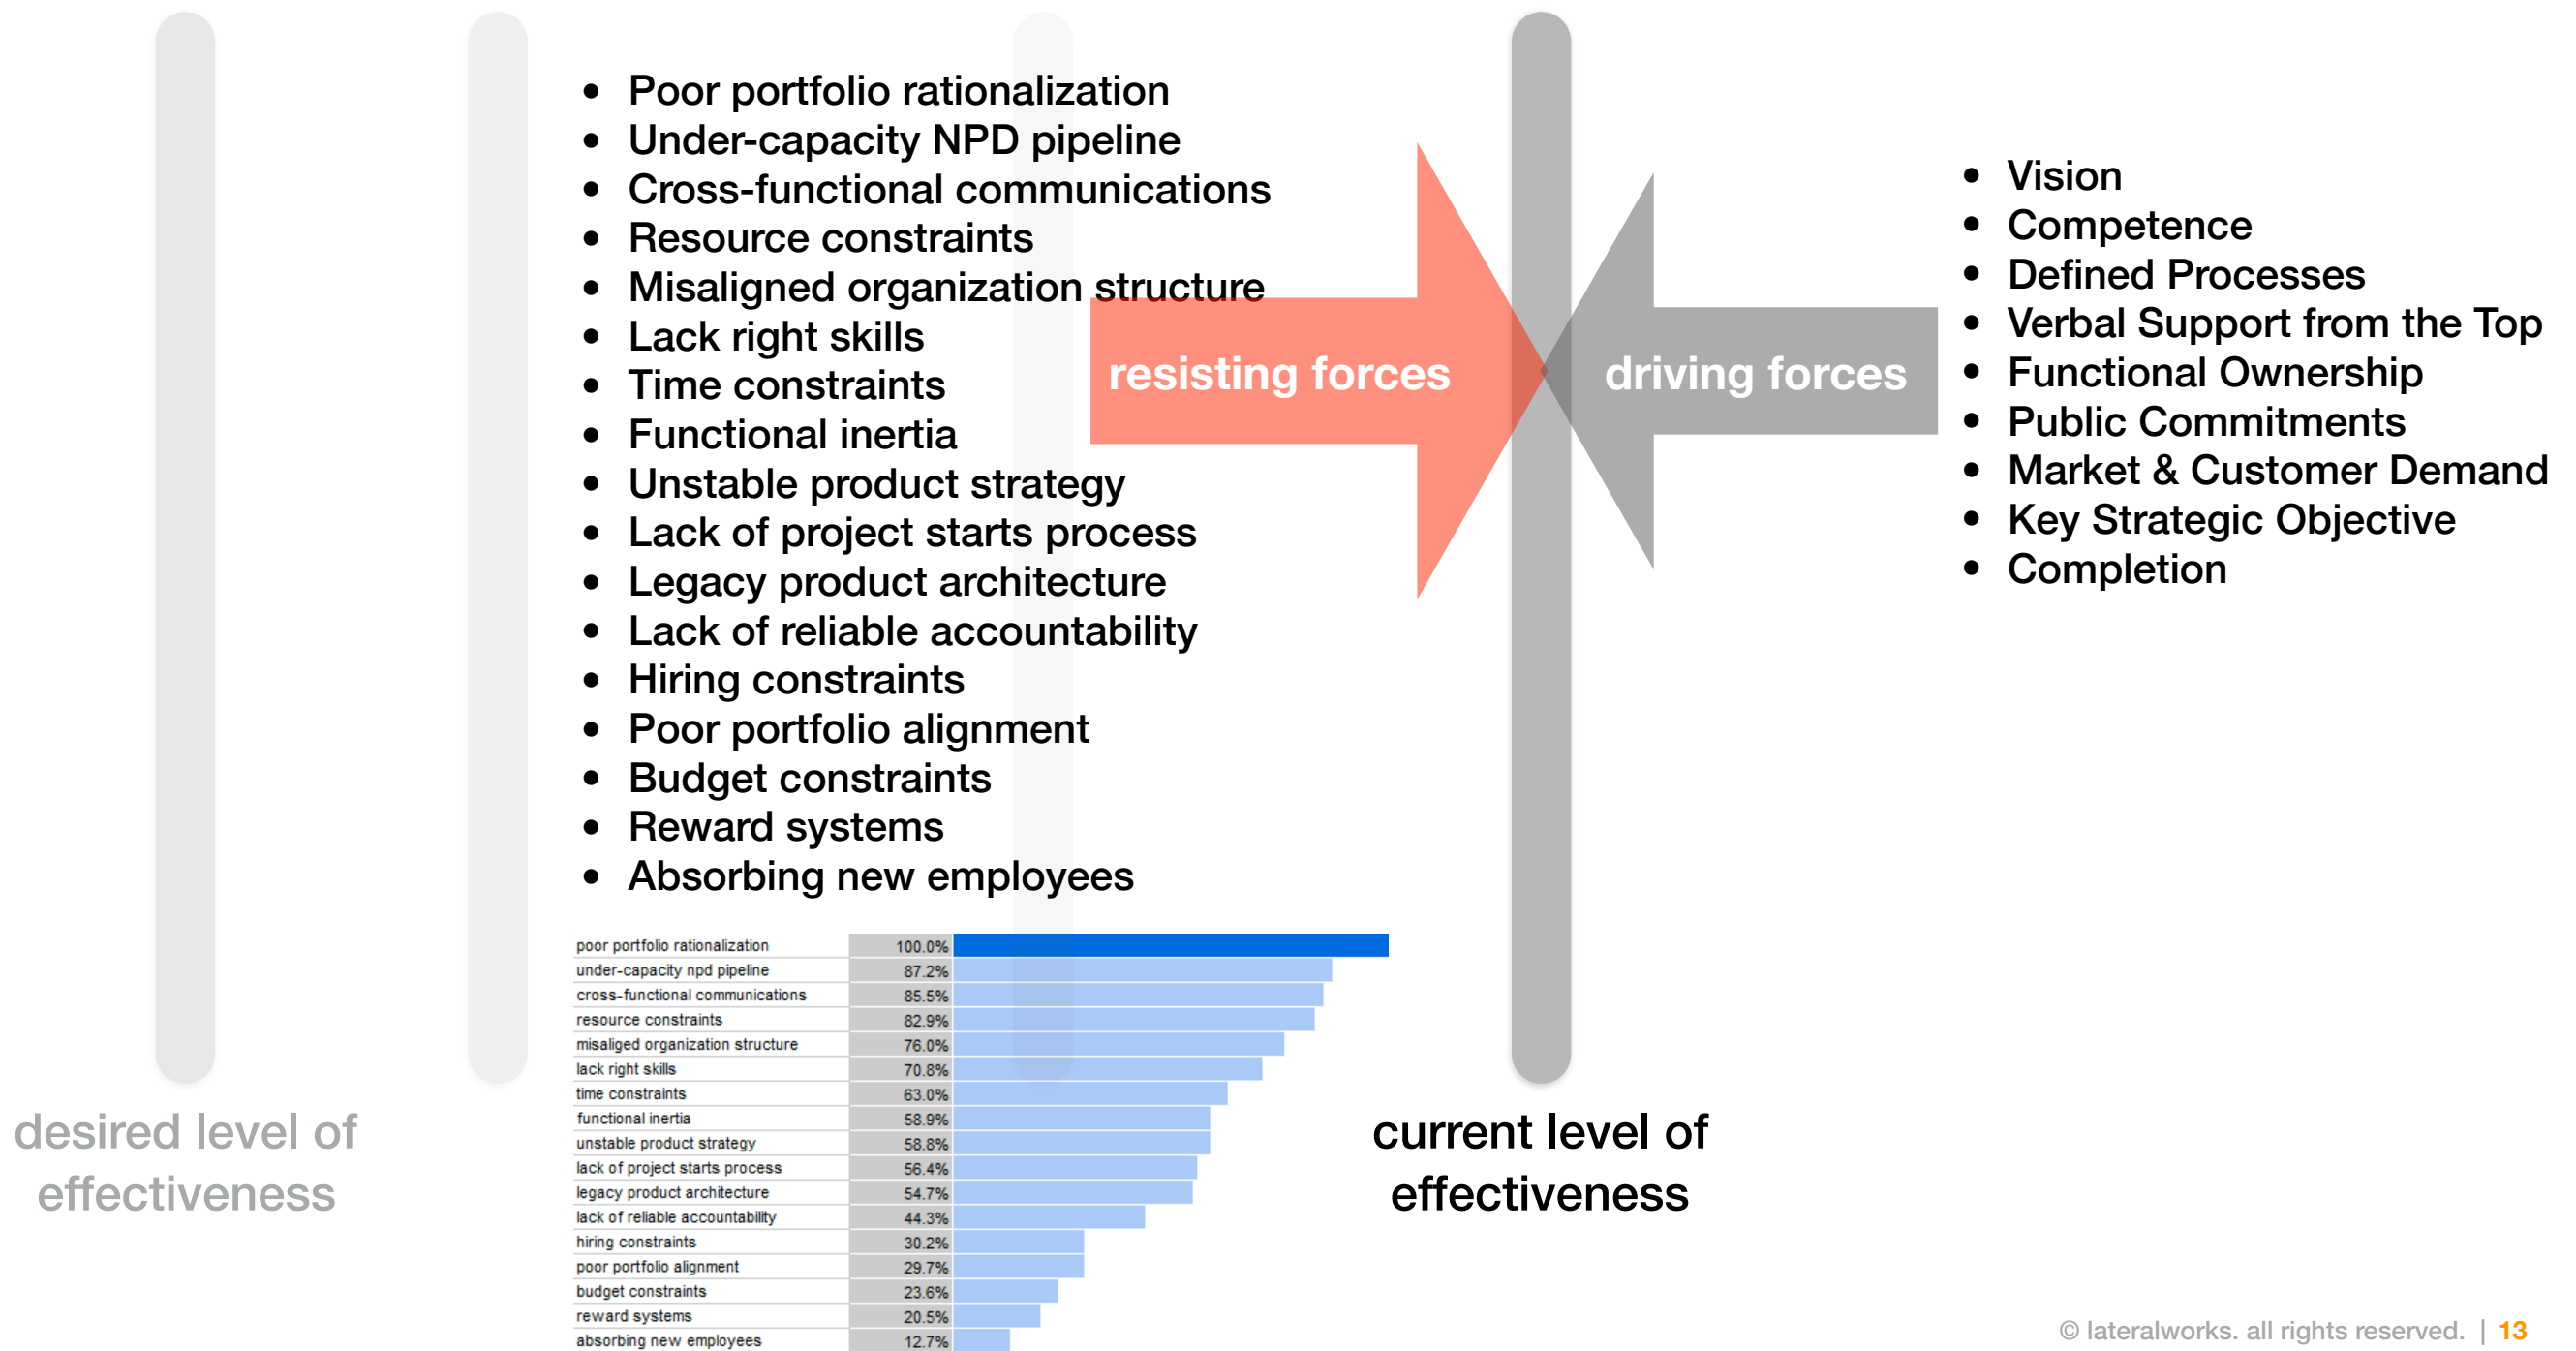 • Poor portfolio rationalization
• Under-capacity NPD pipeline
• Cross-functional communications
• Resource constraints
• Misaligned organization structure
• Lack right skills
• Time constraints
• Functional inertia
• Unstable product strategy
• Lack of project starts process
• Legacy product architecture
• Lack of reliable accountability
• Hiring constraints
• Poor portfolio alignment
• Budget constraints
• Reward systems
• Absorbing new employees
resisting forces
driving forces
• Vision
• Competence
• Defined Processes
• Verbal Support from the Top
• Functional Ownership
• Public Commitments
• Market & Customer Demand
• Key Strategic Objective
• Completion
poor portfolio rationalization 100.0%
under-capacity npd pipeline 87.2%
cross-functional communications 85.5%
resource constraints 82.9%
misaliged organization structure 76.0%
lack right skills 70.8%
time constraints 63.0%
functional inertia 58.9%
unstable product strategy 58.8%
lack of project starts process 56.4%
legacy product architecture 54.7%
lack of reliable accountability 44.3%
hiring constraints 30.2%
poor portfolio alignment 29.7%
budget constraints 23.6%
reward systems 20.5%
absorbing new employees 12.7%
desired level of
effectiveness
current level of
effectiveness
© lateralworks. all rights reserved. | 13